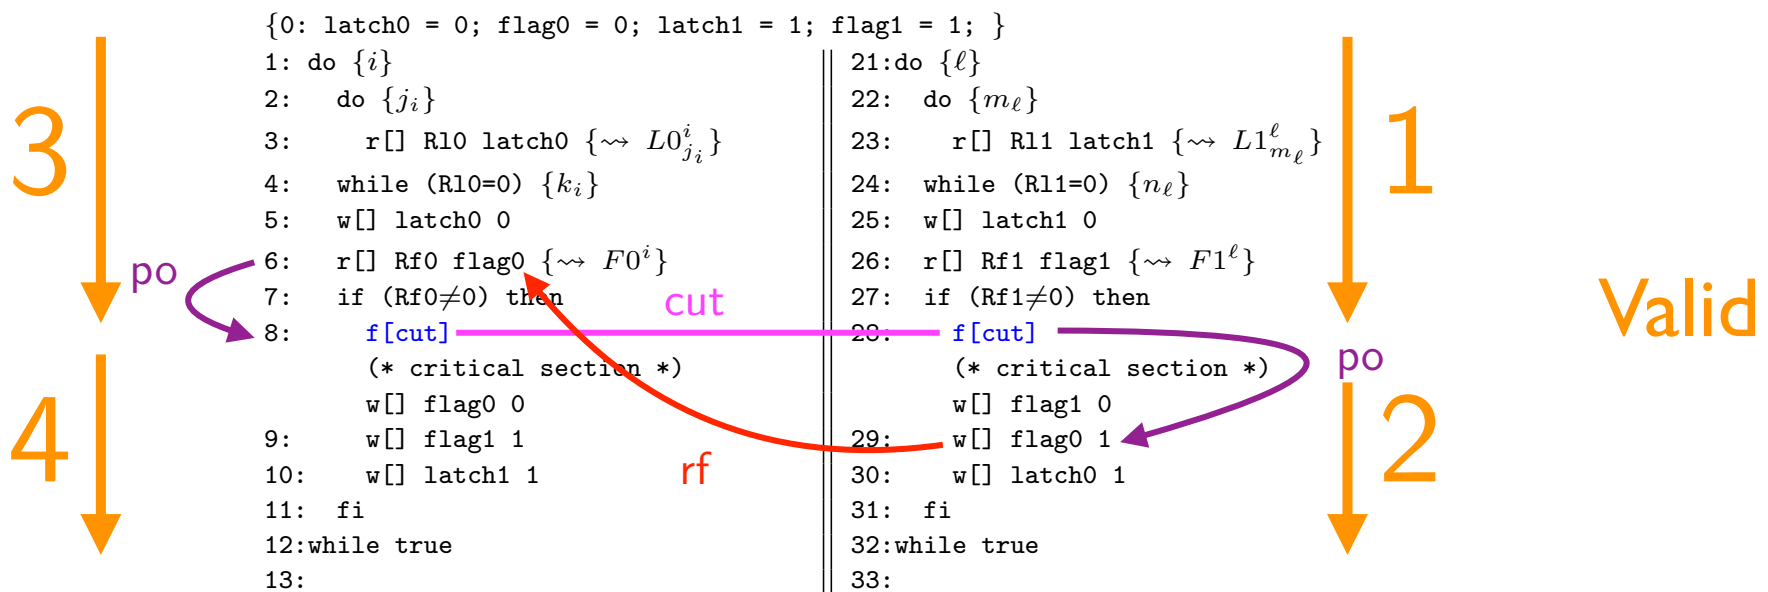 {0: latch0 = 0; flag0 = 0; latch1 = 1; flag1 = 1; }
1: do {i} 21:do {ℓ}
2: do {j_i} 22: do {m_ℓ}
3: r[] Rl0 latch0 {⇝ L0^i_{j_i}} 23: r[] Rl1 latch1 {⇝ L1^ℓ_{m_ℓ}}
4: while (Rl0=0) {k_i} 24: while (Rl1=0) {n_ℓ}
5: w[] latch0 0 25: w[] latch1 0
6: r[] Rf0 flag0 {⇝ F0^i} 26: r[] Rf1 flag1 {⇝ F1^ℓ}
7: if (Rf0≠0) then 27: if (Rf1≠0) then
8: f[cut] 28: f[cut]
(* critical section *) (* critical section *)
w[] flag0 0 w[] flag1 0
9: w[] flag1 1 29: w[] flag0 1
10: w[] latch1 1 30: w[] latch0 1
11: fi 31: fi
12:while true 32:while true
13: 33:
3
4
po
cut
rf
1
2
po
Valid